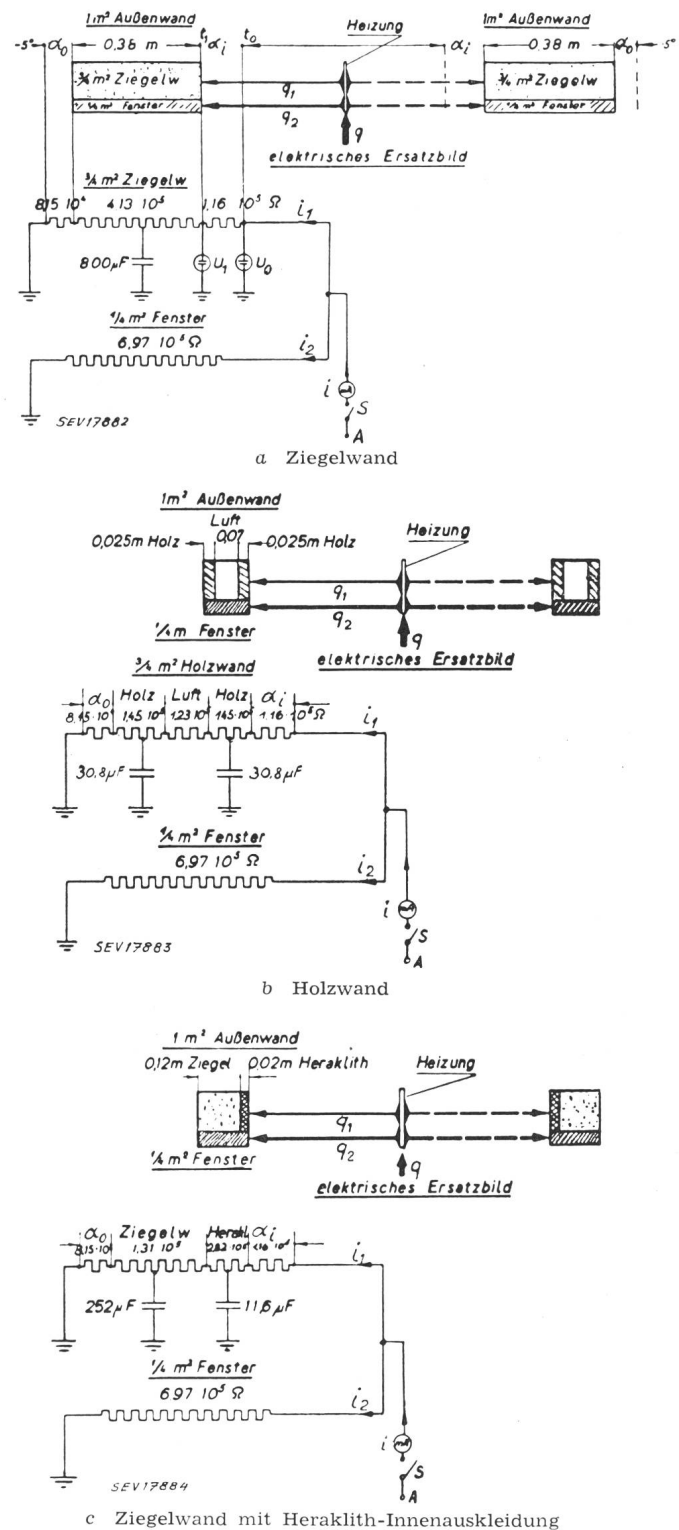 1m² Außenwand Heizung 1m² Außenwand
-5° α₀ 0,38 m t₁ αᵢ t₀ αᵢ 0,38 m α₀ -5°
¾ m² Ziegelw q₁ ¾ m² Ziegelw
¼ m² Fenster q₂ ¼ m² Fenster
q
elektrisches Ersatzbild
¾ m² Ziegelw
8,15 10⁴ 4,13 10⁵ 1,16 10⁵ Ω i₁
800µF U₁ U₀
¼ m² Fenster
6,97 10⁵ Ω i₂
i
S
SEV17882 A
a Ziegelwand
1m² Außenwand
Luft Heizung
0,025m Holz 0,07 0,025m Holz
q₁
q₂
¼ m Fenster q
elektrisches Ersatzbild
¾ m² Holzwand
α₀ Holz Luft Holz αᵢ
8,15·10⁴ 1,45 10⁵ 1,23 10⁵ 1,45 10⁵ 1,16·10⁵ Ω i₁
30,8µF 30,8µF
¼ m² Fenster
6,97 10⁵ Ω i₂
i
S
SEV17883 A
b Holzwand
1 m² Außenwand
0,12m Ziegel 0,02m Heraklith Heizung
q₁
q₂
¼ m² Fenster q
elektrisches Ersatzbild
α₀ Ziegelw Herakl αᵢ
8,15·10⁴ 1,31 10⁵ 2,82 10⁵ i₁
252µF 11,6µF
¼ m² Fenster
6,97 10⁵ Ω i₂
i
S
SEV17884 A
c Ziegelwand mit Heraklith-Innenauskleidung